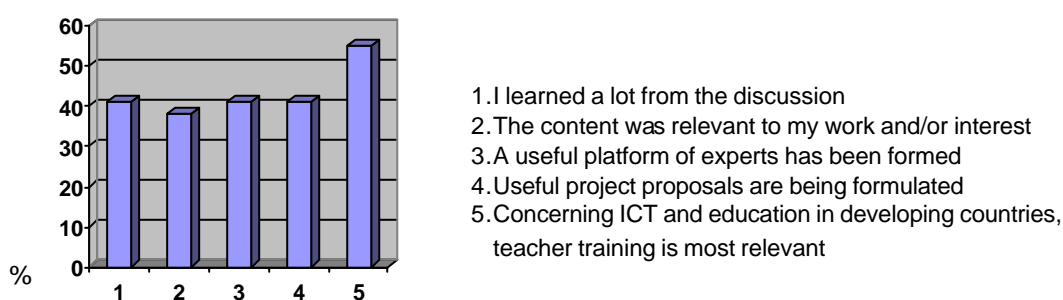 60
50
40
30
20
10
0
%
1 2 3 4 5
1.I learned a lot from the discussion
2.The content was relevant to my work and/or interest
3.A useful platform of experts has been formed
4.Useful project proposals are being formulated
5.Concerning ICT and education in developing countries,
teacher training is most relevant